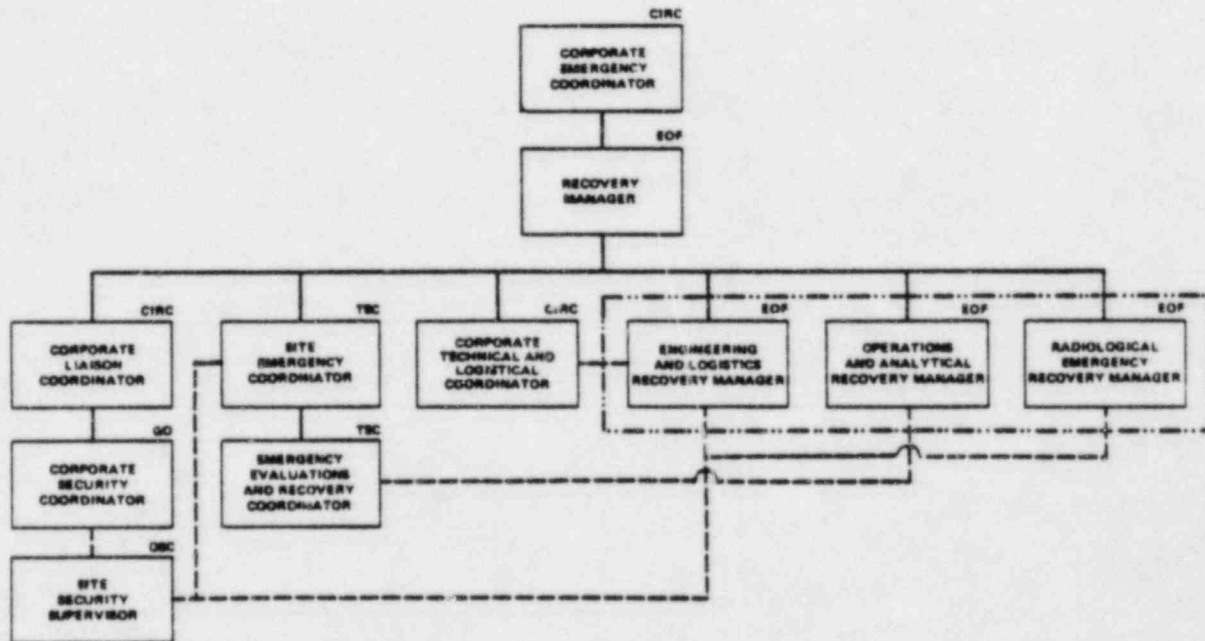 CIRC
CORPORATE
EMERGENCY
COORDINATOR
EOF
RECOVERY
MANAGER
CIRC
CORPORATE
LIAISON
COORDINATOR
TSC
SITE
EMERGENCY
COORDINATOR
CIRC
CORPORATE
TECHNICAL AND
LOGISTICAL
COORDINATOR
EOF
ENGINEERING
AND LOGISTICS
RECOVERY MANAGER
EOF
OPERATIONS
AND ANALYTICAL
RECOVERY MANAGER
EOF
RADIOLOGICAL
EMERGENCY
RECOVERY MANAGER
GO
CORPORATE
SECURITY
COORDINATOR
TSC
EMERGENCY
EVALUATIONS
AND RECOVERY
COORDINATOR
SITE
SECURITY
SUPERVISOR